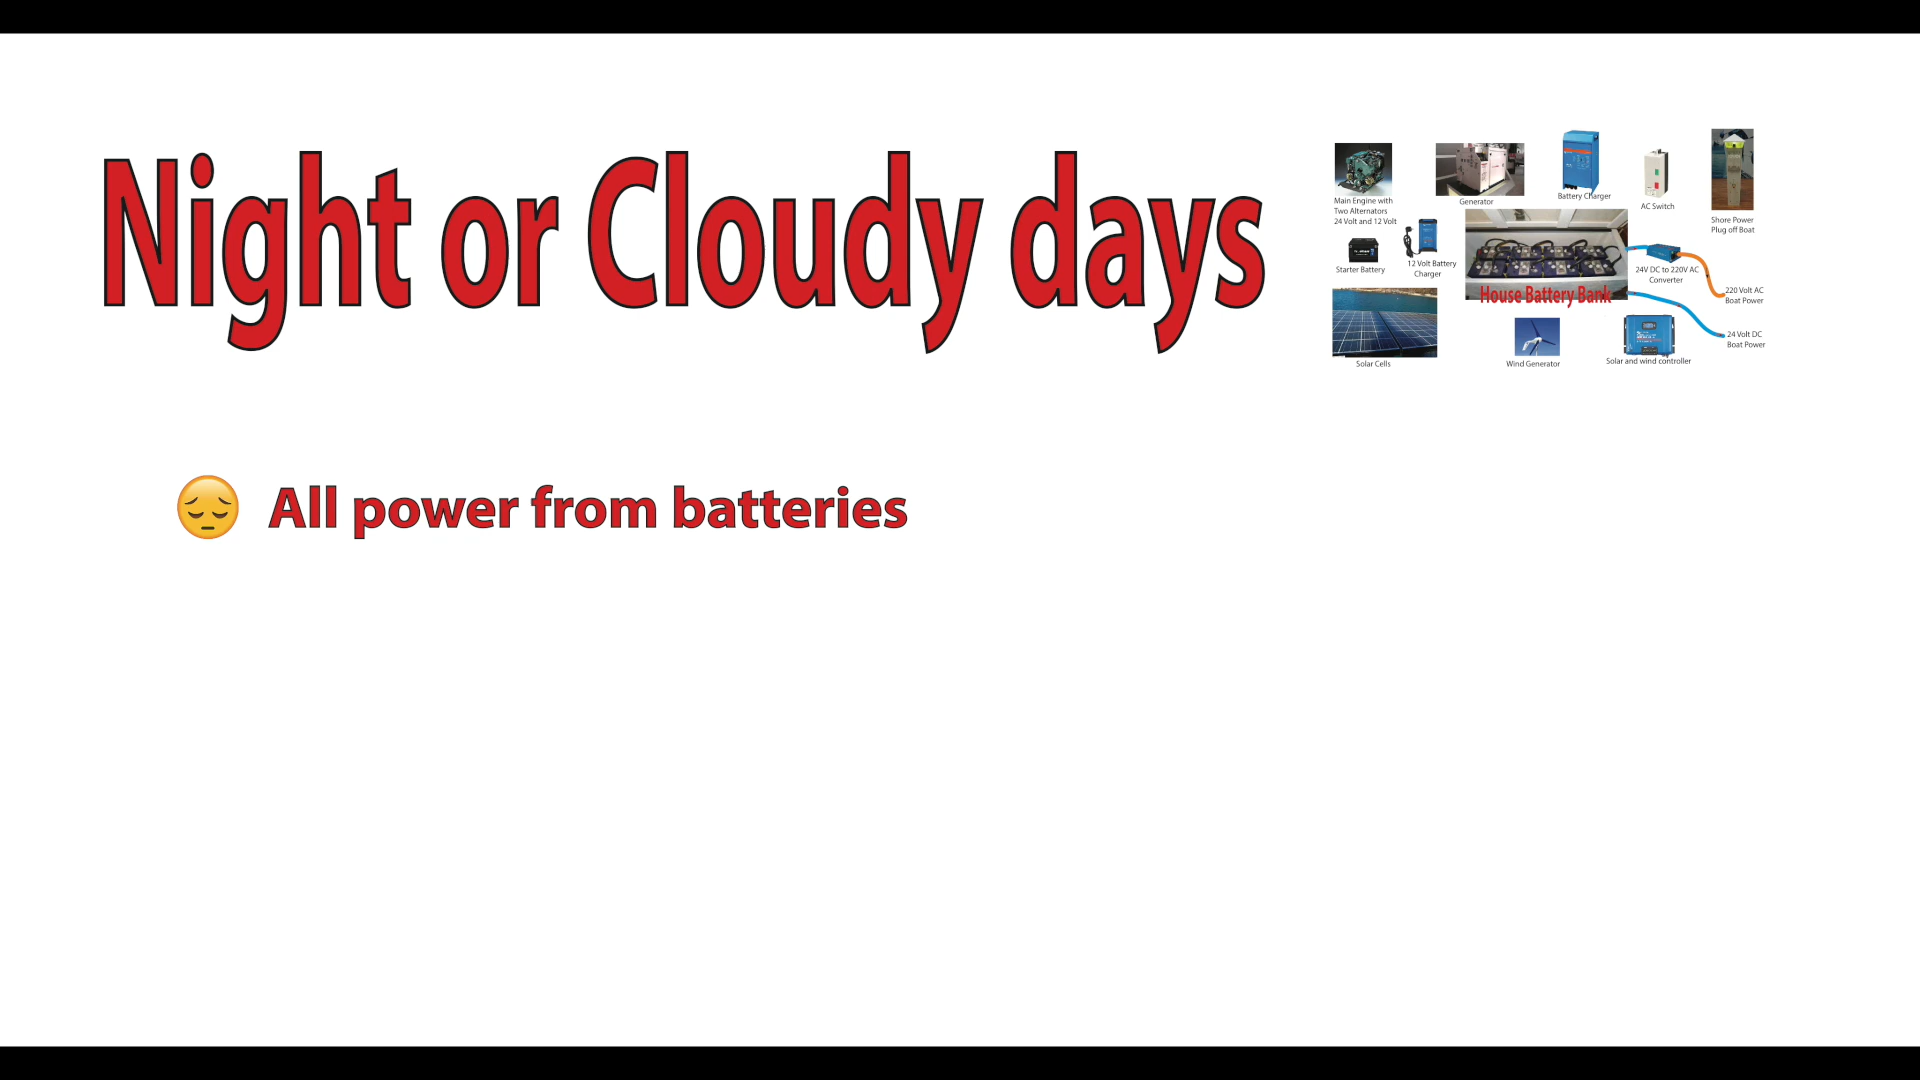 Night or Cloudy days
Main Engine with
Two Alternators
24 Volt and 12 Volt
Generator
Battery Charger
AC Switch
Shore Power
Plug off Boat
Starter Battery
12 Volt Battery
Charger
House Battery Bank
24V DC to 220V AC
Converter
220 Volt AC
Boat Power
24 Volt DC
Boat Power
Solar Cells
Wind Generator
Solar and wind controller
All power from batteries